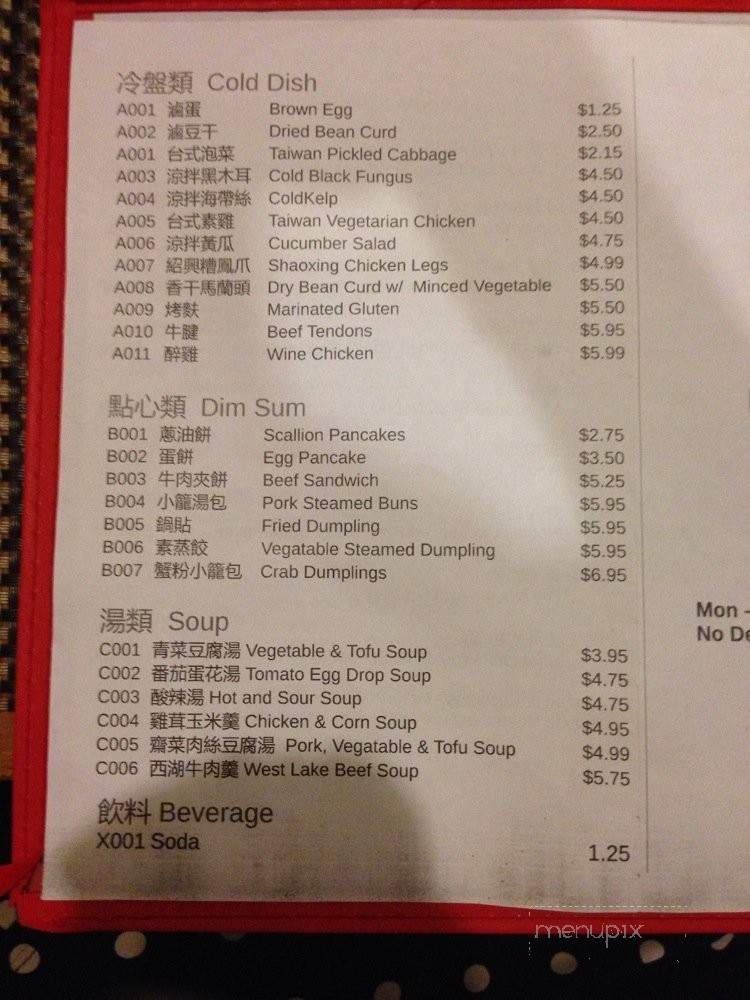 冷盤類 Cold Dish
A001 滷蛋 Brown Egg $1.25
A002 滷豆干 Dried Bean Curd $2.50
A001 台式泡菜 Taiwan Pickled Cabbage $2.15
A003 涼拌黑木耳 Cold Black Fungus $4.50
A004 涼拌海帶絲 ColdKelp $4.50
A005 台式素雞 Taiwan Vegetarian Chicken $4.50
A006 涼拌黃瓜 Cucumber Salad $4.75
A007 紹興糟鳳爪 Shaoxing Chicken Legs $4.99
A008 香干馬蘭頭 Dry Bean Curd w/ Minced Vegetable $5.50
A009 烤麩 Marinated Gluten $5.50
A010 牛腱 Beef Tendons $5.95
A011 醉雞 Wine Chicken $5.99
點心類 Dim Sum
B001 蔥油餅 Scallion Pancakes $2.75
B002 蛋餅 Egg Pancake $3.50
B003 牛肉夾餅 Beef Sandwich $5.25
B004 小籠湯包 Pork Steamed Buns $5.95
B005 鍋貼 Fried Dumpling $5.95
B006 素蒸餃 Vegatable Steamed Dumpling $5.95
B007 蟹粉小籠包 Crab Dumplings $6.95
湯類 Soup
C001 青菜豆腐湯 Vegetable & Tofu Soup $3.95
C002 番茄蛋花湯 Tomato Egg Drop Soup $4.75
C003 酸辣湯 Hot and Sour Soup $4.75
C004 雞茸玉米羹 Chicken & Corn Soup $4.95
C005 齋菜肉絲豆腐湯 Pork, Vegatable & Tofu Soup $4.99
C006 西湖牛肉羹 West Lake Beef Soup $5.75
飲料 Beverage
X001 Soda 1.25
Mon -
No De
menupix